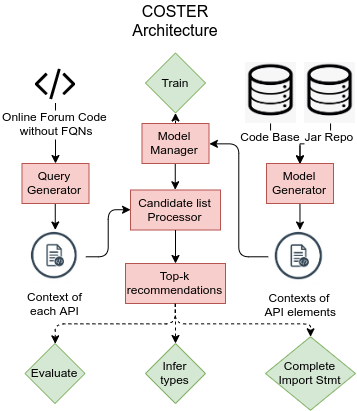 COSTER
Architecture
Train
Online Forum Code
without FQNs
Code Base
Jar Repo
Model
Manager
Query
Generator
Candidate list
Processor
Model
Generator
Context of
each API
Top-k
recommendations
Contexts of
API elements
Evaluate
Infer
types
Complete
Import Stmt